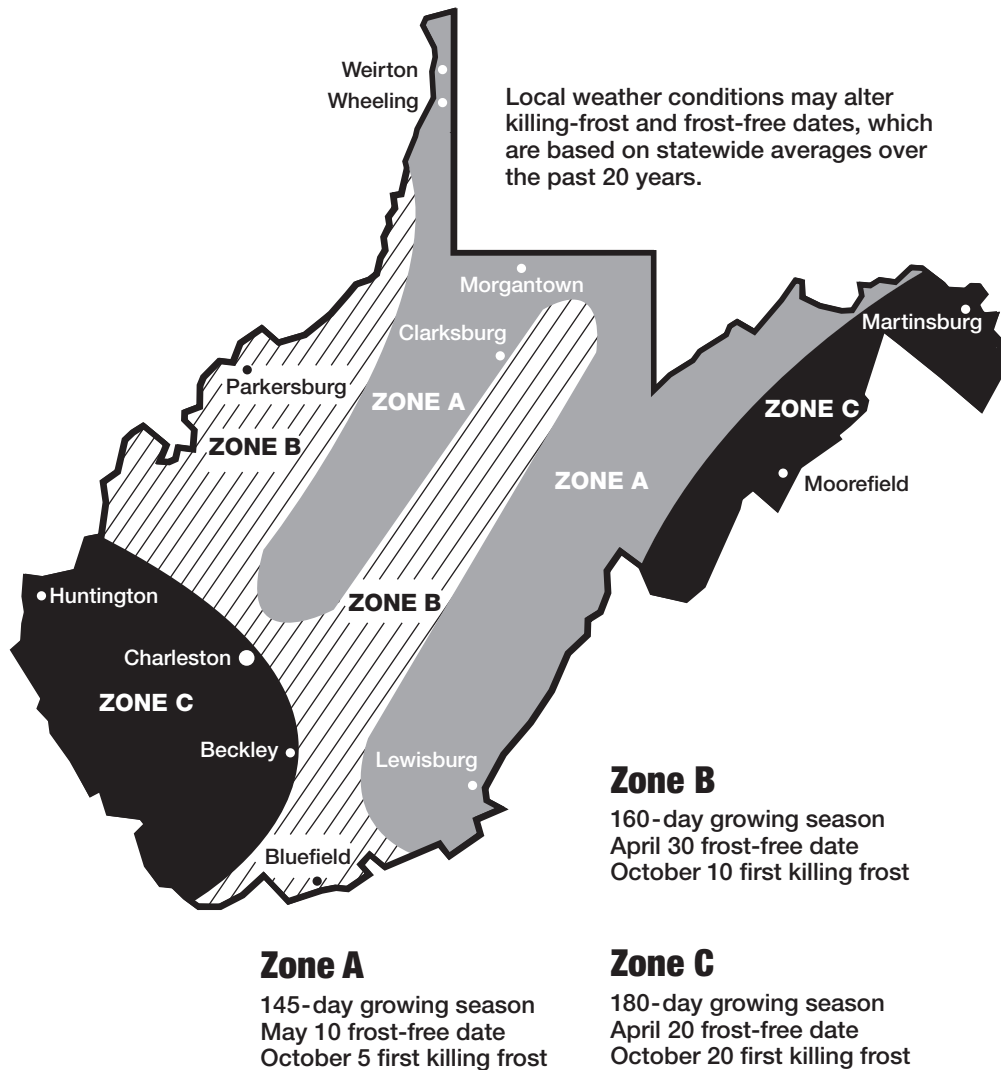 Weirton
Wheeling
Local weather conditions may alter
killing-frost and frost-free dates, which
are based on statewide averages over
the past 20 years.
Morgantown
Clarksburg
Martinsburg
Parkersburg
ZONE A
ZONE C
ZONE B
ZONE A
Moorefield
Huntington
ZONE B
Charleston
ZONE C
Beckley
Lewisburg
Bluefield
Zone B
160-day growing season
April 30 frost-free date
October 10 first killing frost
Zone A
145-day growing season
May 10 frost-free date
October 5 first killing frost
Zone C
180-day growing season
April 20 frost-free date
October 20 first killing frost